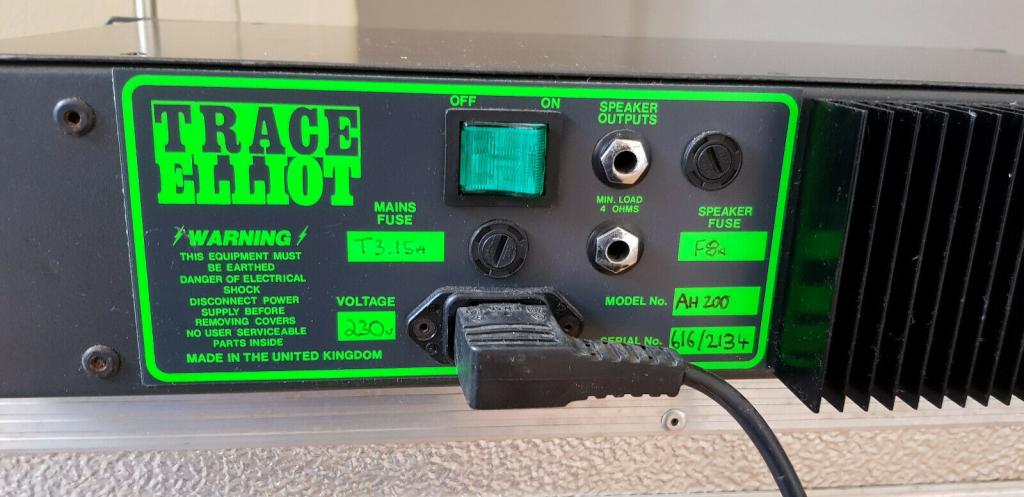 TRACE
ELLIOT
WARNING
THIS EQUIPMENT MUST
BE EARTHED
DANGER OF ELECTRICAL
SHOCK
DISCONNECT POWER
SUPPLY BEFORE
REMOVING COVERS
NO USER SERVICEABLE
PARTS INSIDE
MADE IN THE UNITED KINGDOM
OFF ON
MAINS
FUSE
T3.15A
VOLTAGE
230v
SPEAKER
OUTPUTS
MIN. LOAD
4 OHMS
SPEAKER
FUSE
F8A
MODEL No. AH 200
SERIAL No. 616/2134